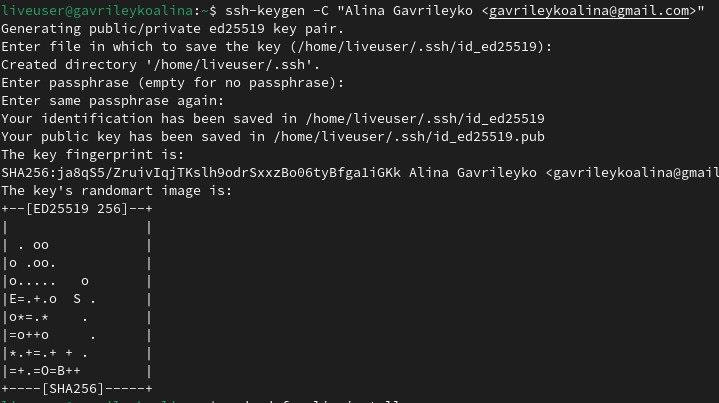 liveuser@gavrileykoalina:~$ ssh-keygen -C "Alina Gavrileyko <gavrileykoalina@gmail.com>"
Generating public/private ed25519 key pair.
Enter file in which to save the key (/home/liveuser/.ssh/id_ed25519):
Created directory '/home/liveuser/.ssh'.
Enter passphrase (empty for no passphrase):
Enter same passphrase again:
Your identification has been saved in /home/liveuser/.ssh/id_ed25519
Your public key has been saved in /home/liveuser/.ssh/id_ed25519.pub
The key fingerprint is:
SHA256:ja8qS5/ZruivIqjTKslh9odrSxxzBo06tyBfga1iGKk Alina Gavrileyko <gavrileykoalina@gmail
The key's randomart image is:
+--[ED25519 256]--+
|                 |
| . oo            |
|o .oo.           |
|o.....   o       |
|E=.+.o  S .      |
|o*=.*    .       |
|=o++o     .      |
|*.+=.+ + .       |
|=+.=O=B++        |
+----[SHA256]-----+